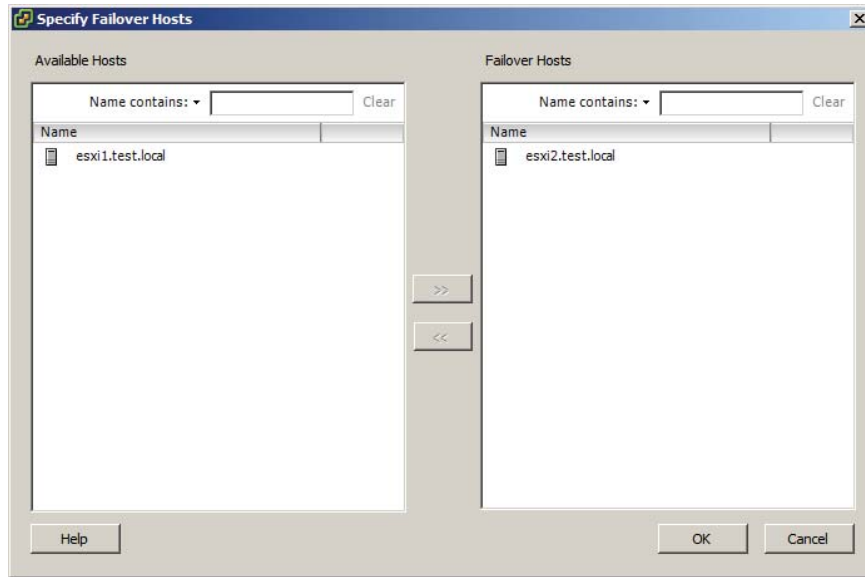 Specify Failover Hosts
Available Hosts
Failover Hosts
Name contains:
Clear
Name contains:
Clear
Name
Name
esxi1.test.local
esxi2.test.local
>>
<<
Help
OK
Cancel